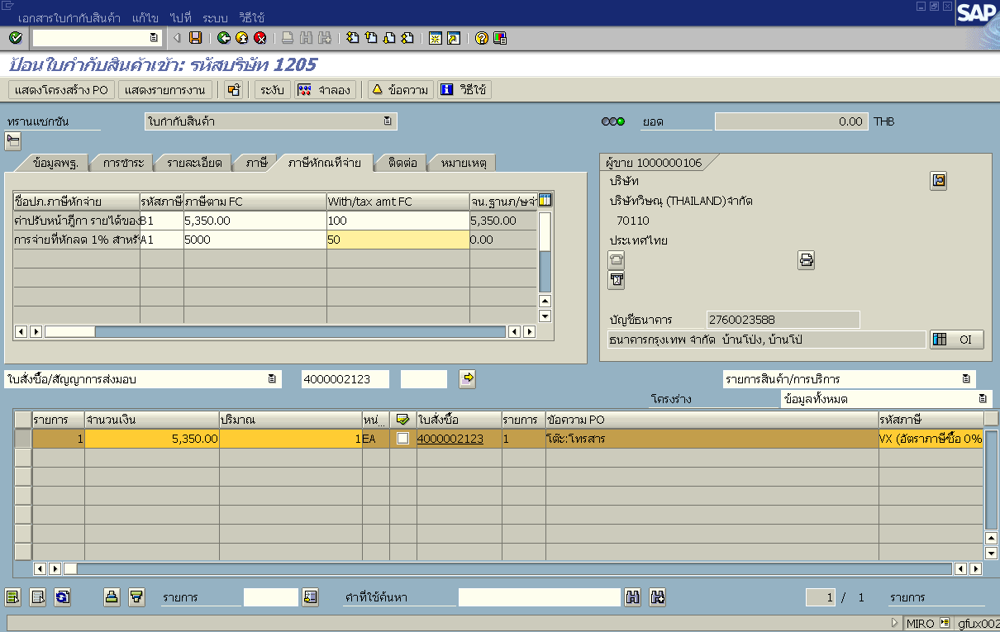 เอกสารใบกำกับสินค้า แก้ไข ไปที่ ระบบ วิธีใช้
SAP
ป้อนใบกำกับสินค้าเข้า: รหัสบริษัท 1205
แสดงโครงสร้าง PO แสดงรายการงาน ระงับ จำลอง ข้อความ วิธีใช้
ทรานแซกชัน ใบกำกับสินค้า ยอด 0.00 THB
ข้อมูลพฐ. การชำระ รายละเอียด ภาษี ภาษีหักณที่จ่าย ติดต่อ หมายเหตุ
ชื่อปภ.ภาษีหักจ่าย รหัสภาษี ภาษีตาม FC With/tax amt FC จน.ฐานภ/ษจ่า
ค่าปรับหน้าฎีกา รายได้ของ B1 5,350.00 100 5,350.00
การจ่ายที่หักลด 1% สำหรั A1 5000 50 0.00
ผู้ขาย 1000000106
บริษัท
บริษัทวิษณุ (THAILAND)จำกัด
70110
ประเทศไทย
บัญชีธนาคาร 2760023588
ธนาคารกรุงเทพ จำกัด บ้านโป่ง, บ้านโป่ OI
ใบสั่งซื้อ/สัญญาการส่งมอบ 4000002123 รายการสินค้า/การบริการ
โครงร่าง ข้อมูลทั้งหมด
รายการ จำนวนเงิน ปริมาณ หน่... ใบสั่งซื้อ รายการ ข้อความ PO รหัสภาษี
1 5,350.00 1 EA 4000002123 1 โต๊ะ:โทรสาร VX (อัตราภาษีซื้อ 0%
รายการ คำที่ใช้ค้นหา 1 / 1 รายการ
MIRO gfux002